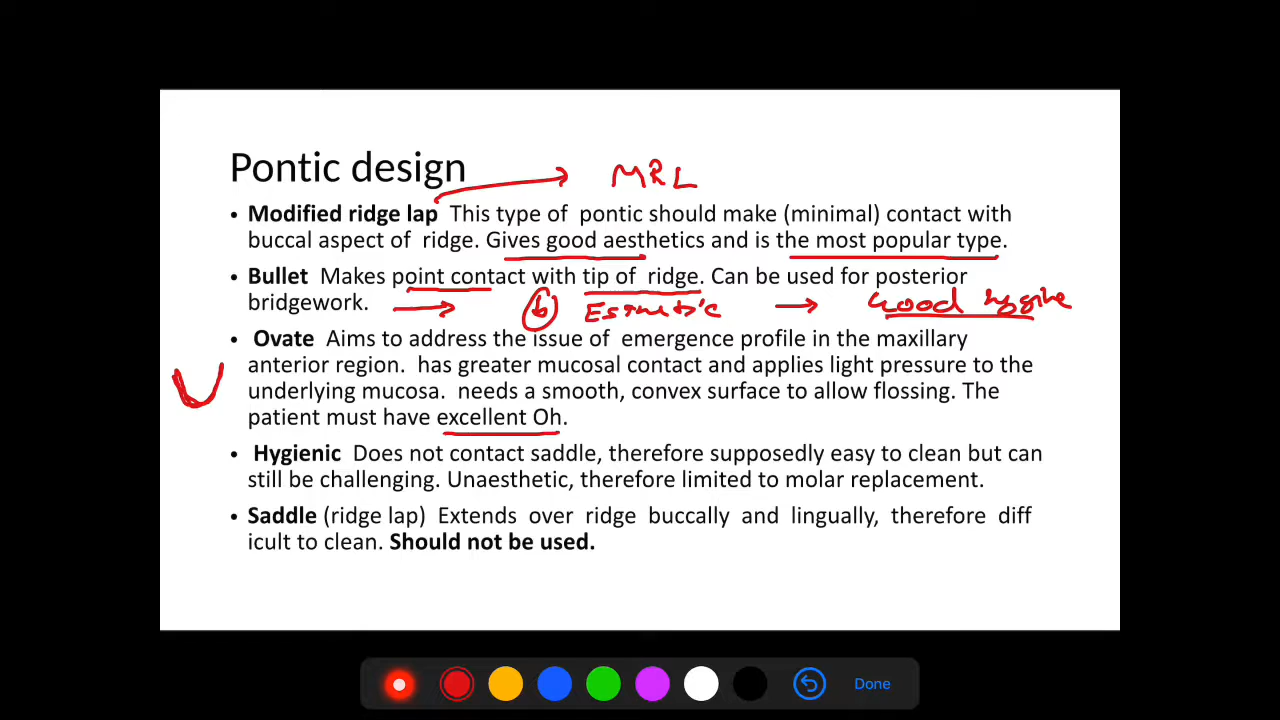 Pontic design
MRL
• Modified ridge lap This type of pontic should make (minimal) contact with
buccal aspect of ridge. Gives good aesthetics and is the most popular type.
• Bullet Makes point contact with tip of ridge. Can be used for posterior
bridgework.
Esthetic
Good hygine
• Ovate Aims to address the issue of emergence profile in the maxillary
anterior region. has greater mucosal contact and applies light pressure to the
underlying mucosa. needs a smooth, convex surface to allow flossing. The
patient must have excellent Oh.
• Hygienic Does not contact saddle, therefore supposedly easy to clean but can
still be challenging. Unaesthetic, therefore limited to molar replacement.
• Saddle (ridge lap) Extends over ridge buccally and lingually, therefore diff
icult to clean. Should not be used.
Done